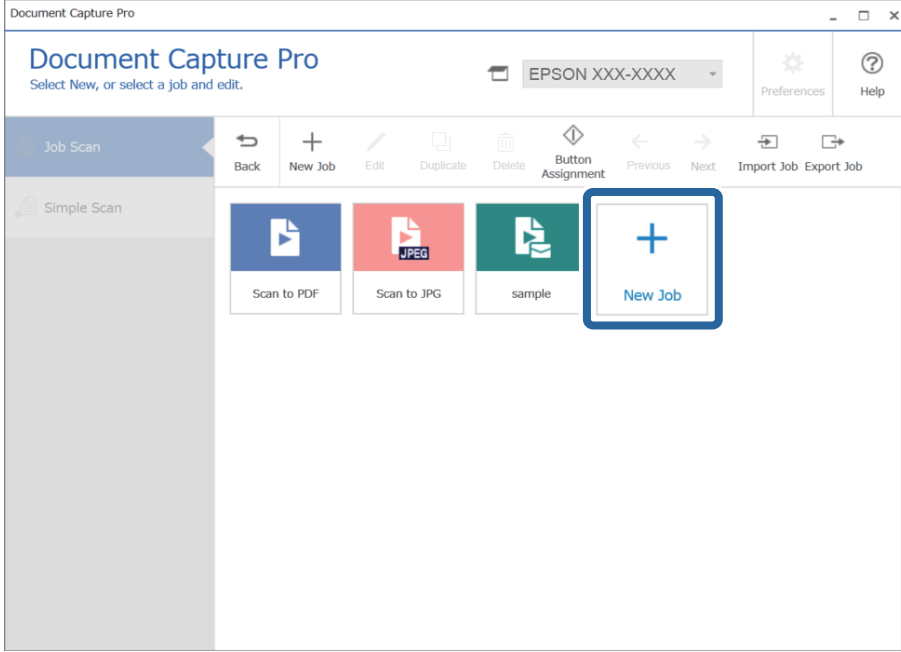 Document Capture Pro
Document Capture Pro
Select New, or select a job and edit.
EPSON XXX-XXXX
Preferences
Help
Job Scan
Simple Scan
Back
New Job
Edit
Duplicate
Delete
Button
Assignment
Previous
Next
Import Job
Export Job
JPEG
Scan to PDF
Scan to JPG
sample
New Job